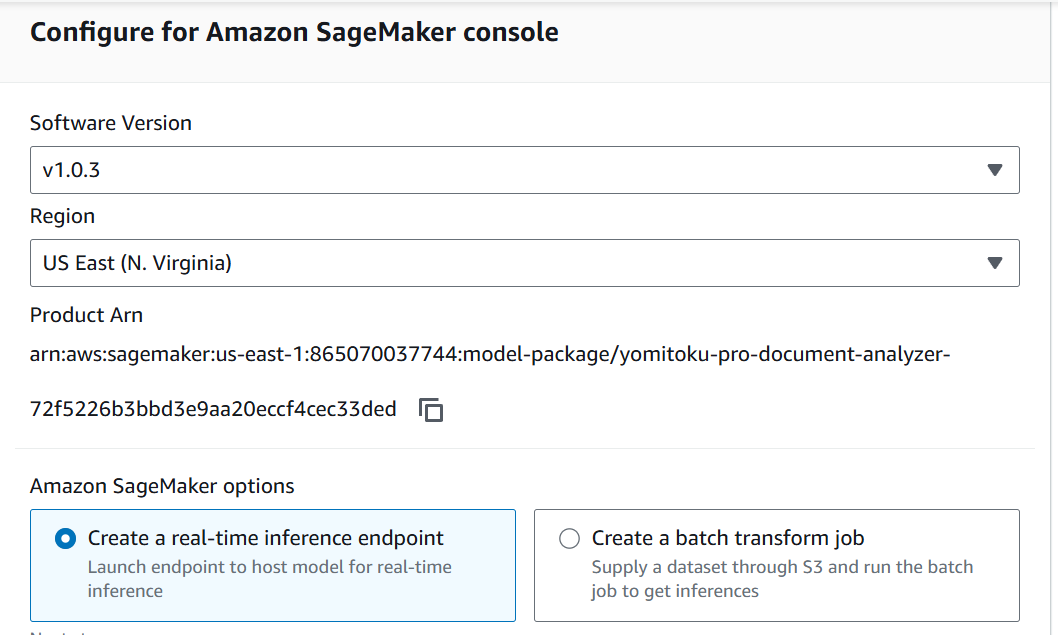 Configure for Amazon SageMaker console
Software Version
v1.0.3
Region
US East (N. Virginia)
Product Arn
arn:aws:sagemaker:us-east-1:865070037744:model-package/yomitoku-pro-document-analyzer-
72f5226b3bbd3e9aa20eccf4cec33ded
Amazon SageMaker options
Create a real-time inference endpoint
Launch endpoint to host model for real-time
inference
Create a batch transform job
Supply a dataset through S3 and run the batch
job to get inferences